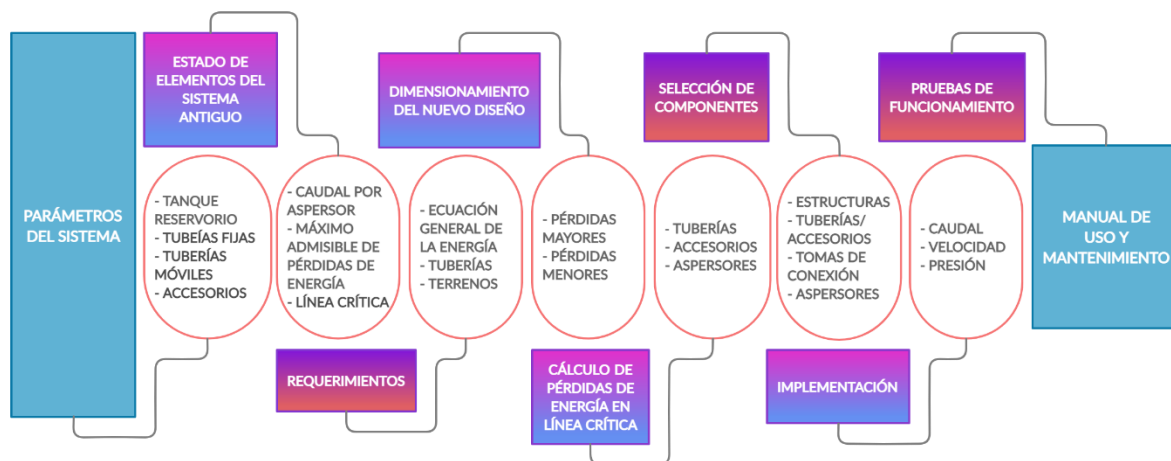 PARÁMETROS
DEL SISTEMA
ESTADO DE
ELEMENTOS DEL
SISTEMA
ANTIGUO
- TANQUE
RESERVORIO
- TUBEÍAS FIJAS
- TUBERÍAS
MÓVILES
- ACCESORIOS
- CAUDAL POR
ASPERSOR
- MÁXIMO
ADMISIBLE DE
PÉRDIDAS DE
ENERGÍA
- LÍNEA CRÍTICA
REQUERIMIENTOS
DIMENSIONAMIENTO
DEL NUEVO DISEÑO
- ECUACIÓN
GENERAL DE
LA ENERGÍA
- TUBERÍAS
- TERRENOS
- PÉRDIDAS
MAYORES
- PÉRDIDAS
MENORES
CÁLCULO DE
PÉRDIDAS DE
ENERGÍA EN
LÍNEA CRÍTICA
SELECCIÓN DE
COMPONENTES
- TUBERÍAS
- ACCESORIOS
- ASPERSORES
- ESTRUCTURAS
- TUBERÍAS/
ACCESORIOS
- TOMAS DE
CONEXIÓN
- ASPERSORES
IMPLEMENTACIÓN
PRUEBAS DE
FUNCIONAMIENTO
- CAUDAL
- VELOCIDAD
- PRESIÓN
MANUAL DE
USO Y
MANTENIMIENTO